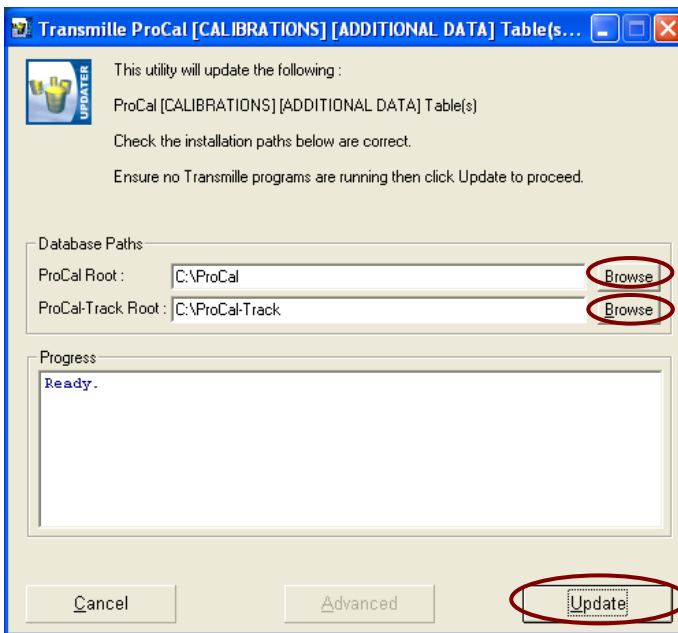 Transmille ProCal [CALIBRATIONS] [ADDITIONAL DATA] Table(s...
UPDATER
This utility will update the following :
ProCal [CALIBRATIONS] [ADDITIONAL DATA] Table(s)
Check the installation paths below are correct.
Ensure no Transmille programs are running then click Update to proceed.
Database Paths
ProCal Root : C:\ProCal Browse
ProCal-Track Root : C:\ProCal-Track Browse
Progress
Ready.
Cancel Advanced Update